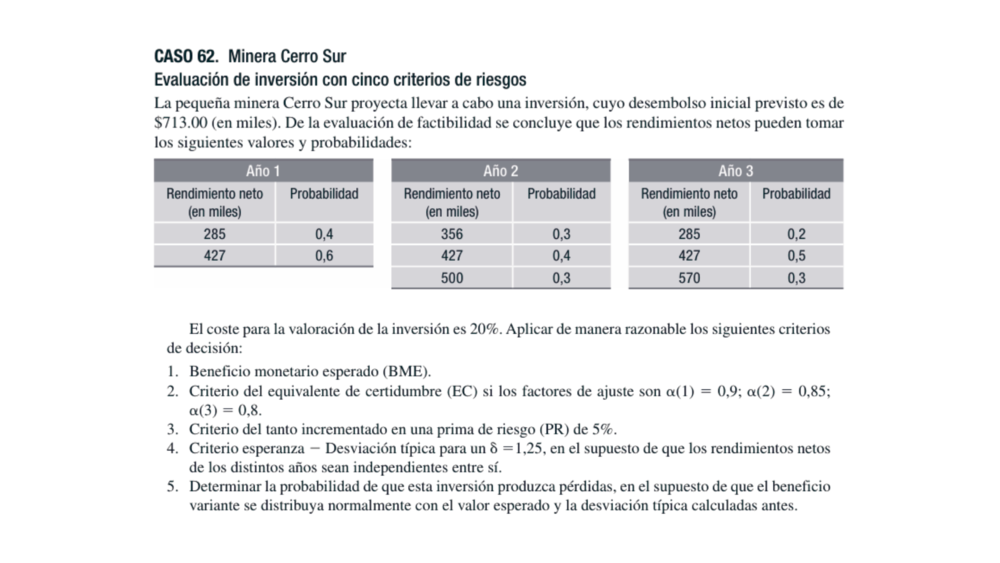 CASO 62. Minera Cerro Sur
Evaluación de inversión con cinco criterios de riesgos
La pequeña minera Cerro Sur proyecta llevar a cabo una inversión, cuyo desembolso inicial previsto es de
$713.00 (en miles). De la evaluación de factibilidad se concluye que los rendimientos netos pueden tomar
los siguientes valores y probabilidades:
Año 1
Rendimiento neto Probabilidad
(en miles)
285 0,4
427 0,6
Año 2
Rendimiento neto Probabilidad
(en miles)
356 0,3
427 0,4
500 0,3
Año 3
Rendimiento neto Probabilidad
(en miles)
285 0,2
427 0,5
570 0,3
El coste para la valoración de la inversión es 20%. Aplicar de manera razonable los siguientes criterios
de decisión:
1. Beneficio monetario esperado (BME).
2. Criterio del equivalente de certidumbre (EC) si los factores de ajuste son α(1) = 0,9; α(2) = 0,85;
α(3) = 0,8.
3. Criterio del tanto incrementado en una prima de riesgo (PR) de 5%.
4. Criterio esperanza − Desviación típica para un δ =1,25, en el supuesto de que los rendimientos netos
de los distintos años sean independientes entre sí.
5. Determinar la probabilidad de que esta inversión produzca pérdidas, en el supuesto de que el beneficio
variante se distribuya normalmente con el valor esperado y la desviación típica calculadas antes.